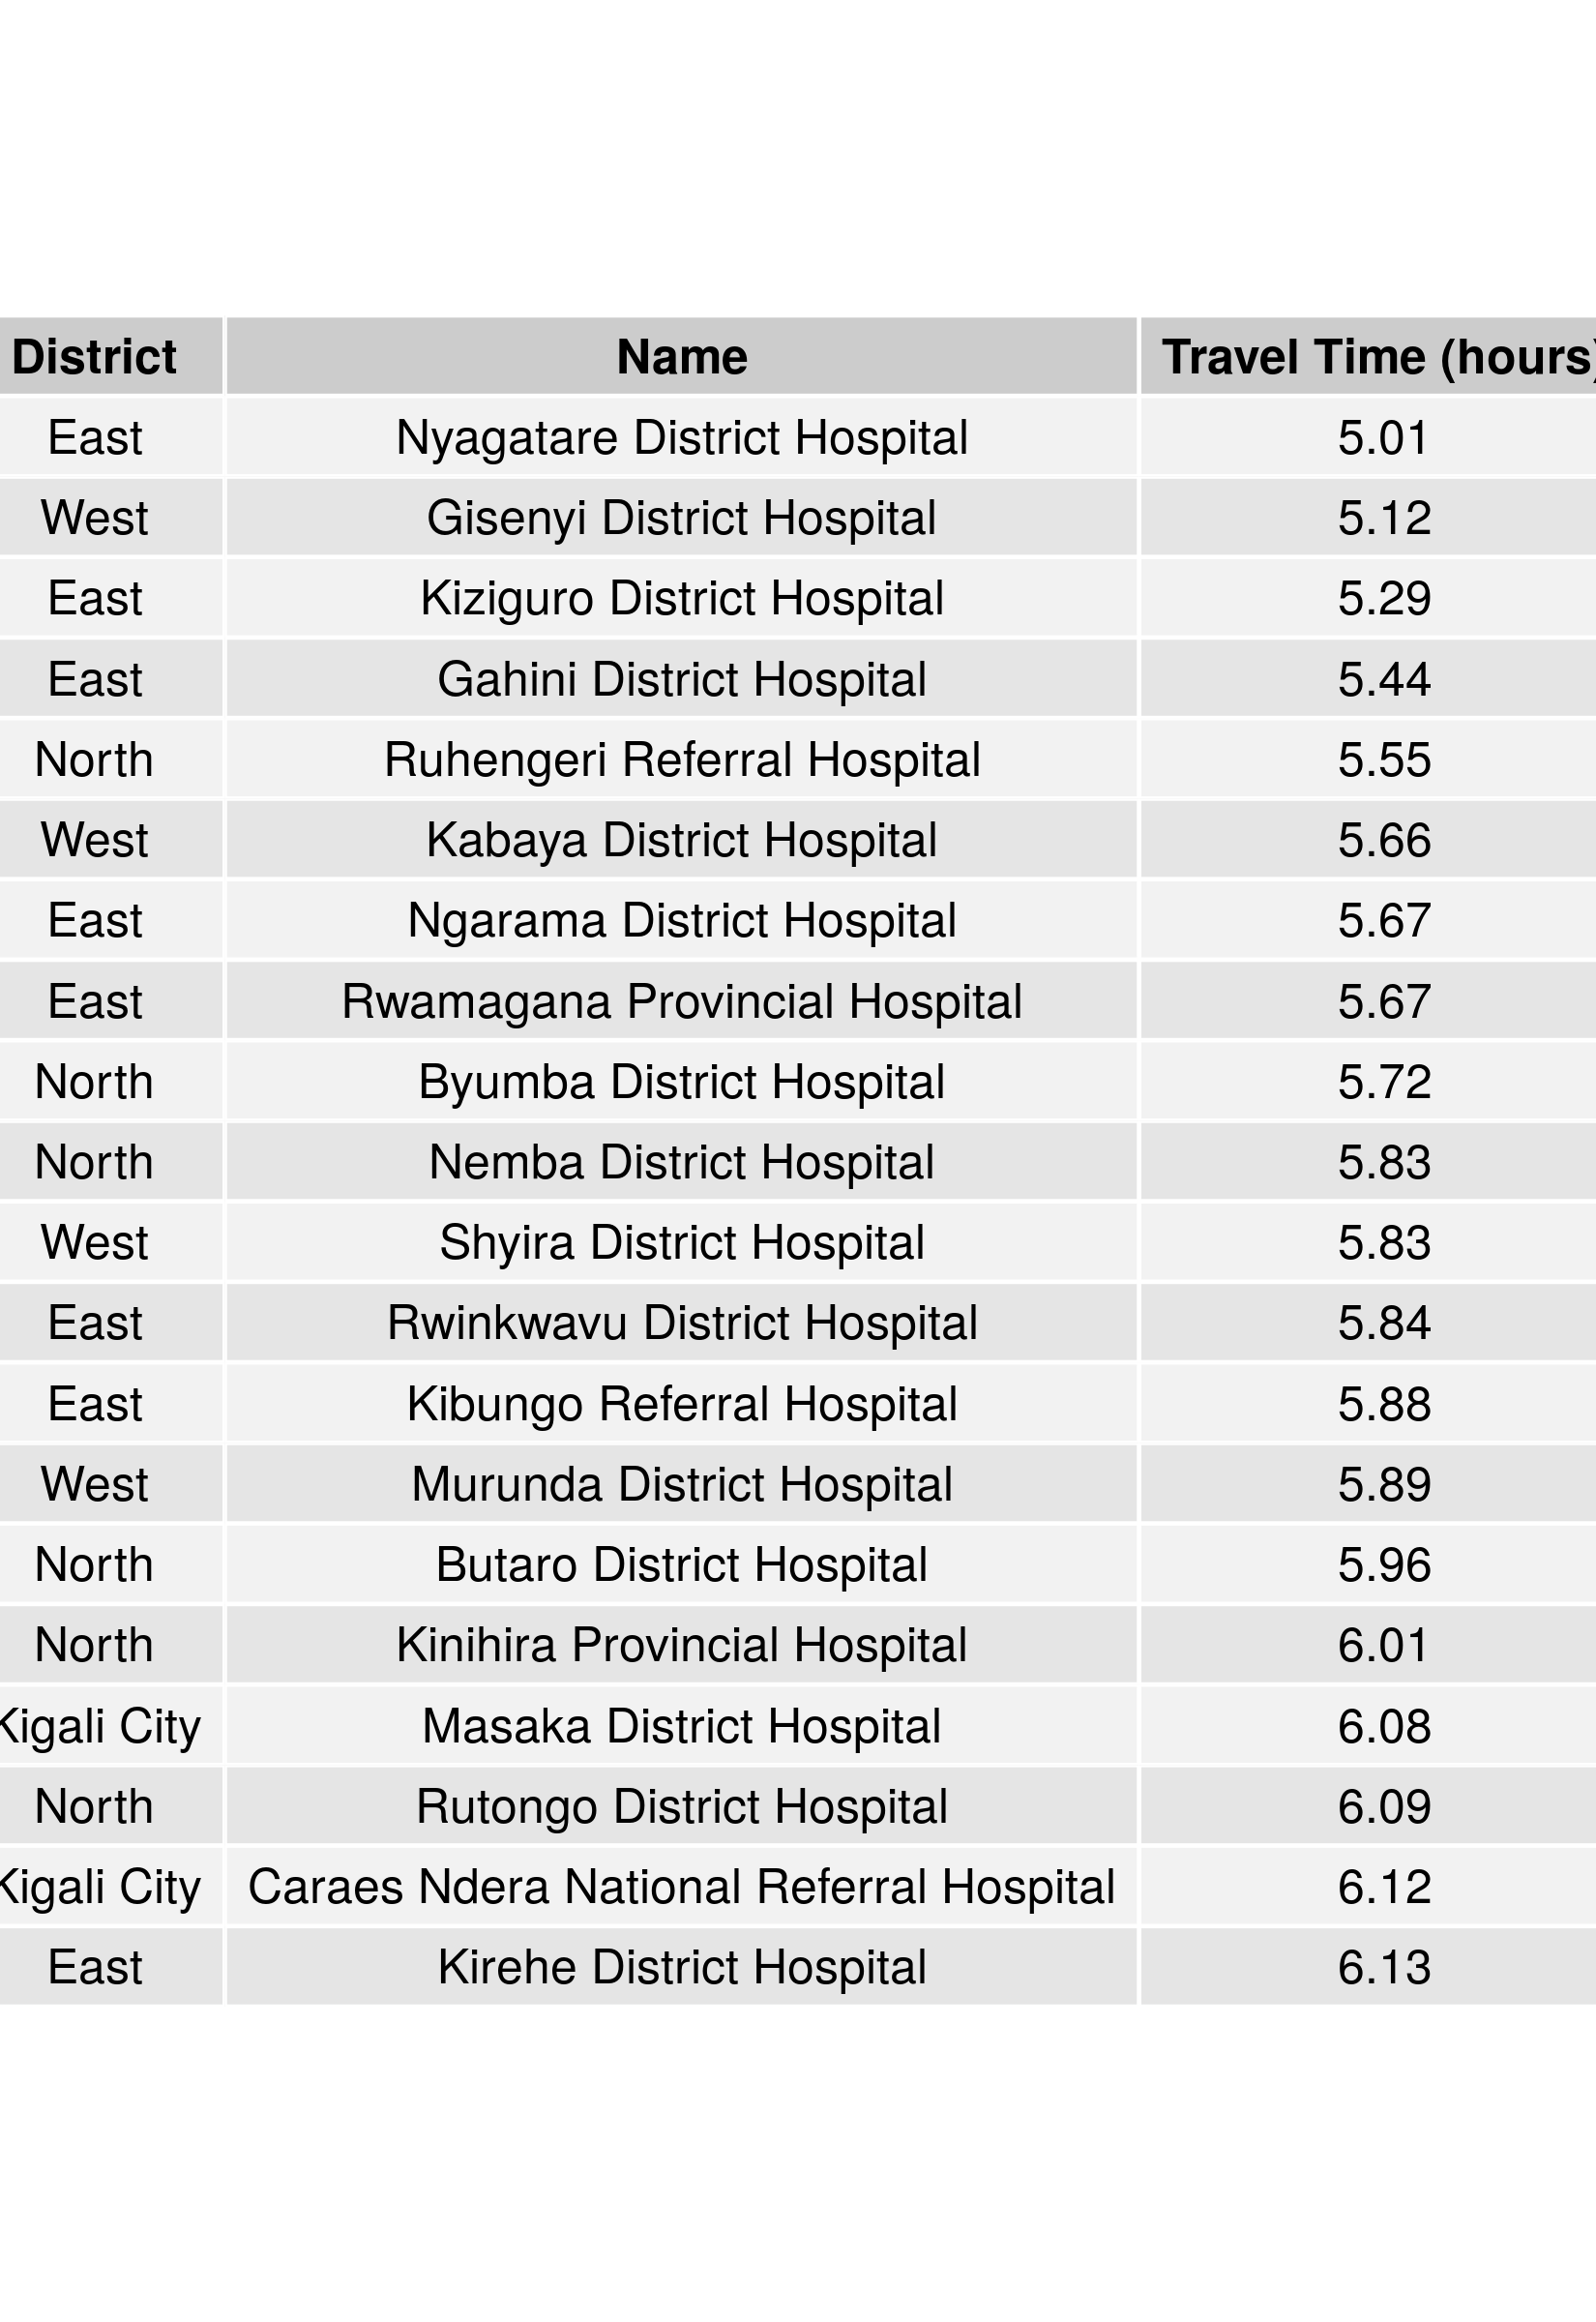 District Name Travel Time (hours)
East Nyagatare District Hospital 5.01
West Gisenyi District Hospital 5.12
East Kiziguro District Hospital 5.29
East Gahini District Hospital 5.44
North Ruhengeri Referral Hospital 5.55
West Kabaya District Hospital 5.66
East Ngarama District Hospital 5.67
East Rwamagana Provincial Hospital 5.67
North Byumba District Hospital 5.72
North Nemba District Hospital 5.83
West Shyira District Hospital 5.83
East Rwinkwavu District Hospital 5.84
East Kibungo Referral Hospital 5.88
West Murunda District Hospital 5.89
North Butaro District Hospital 5.96
North Kinihira Provincial Hospital 6.01
Kigali City Masaka District Hospital 6.08
North Rutongo District Hospital 6.09
Kigali City Caraes Ndera National Referral Hospital 6.12
East Kirehe District Hospital 6.13